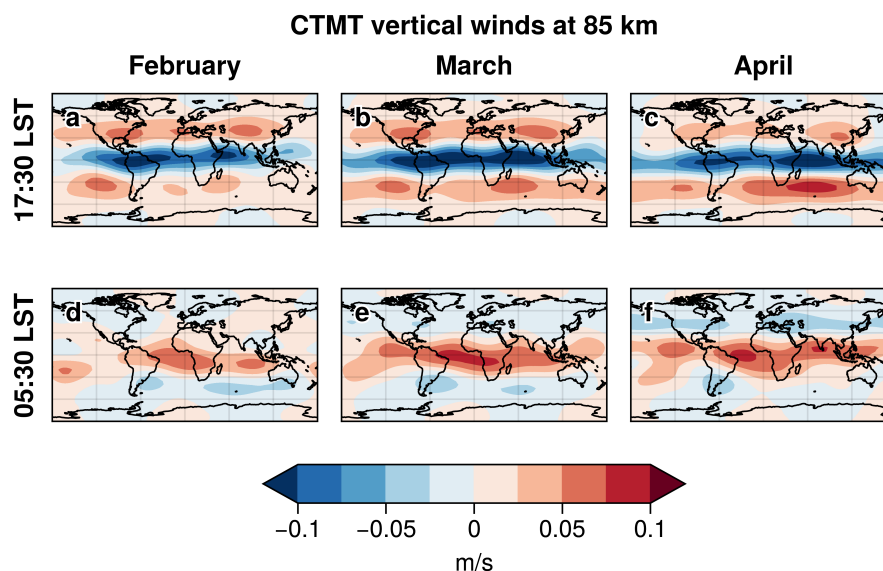 CTMT vertical winds at 85 km
February March April
17:30 LST
a b c
05:30 LST
d e f
−0.1 −0.05 0 0.05 0.1
m/s